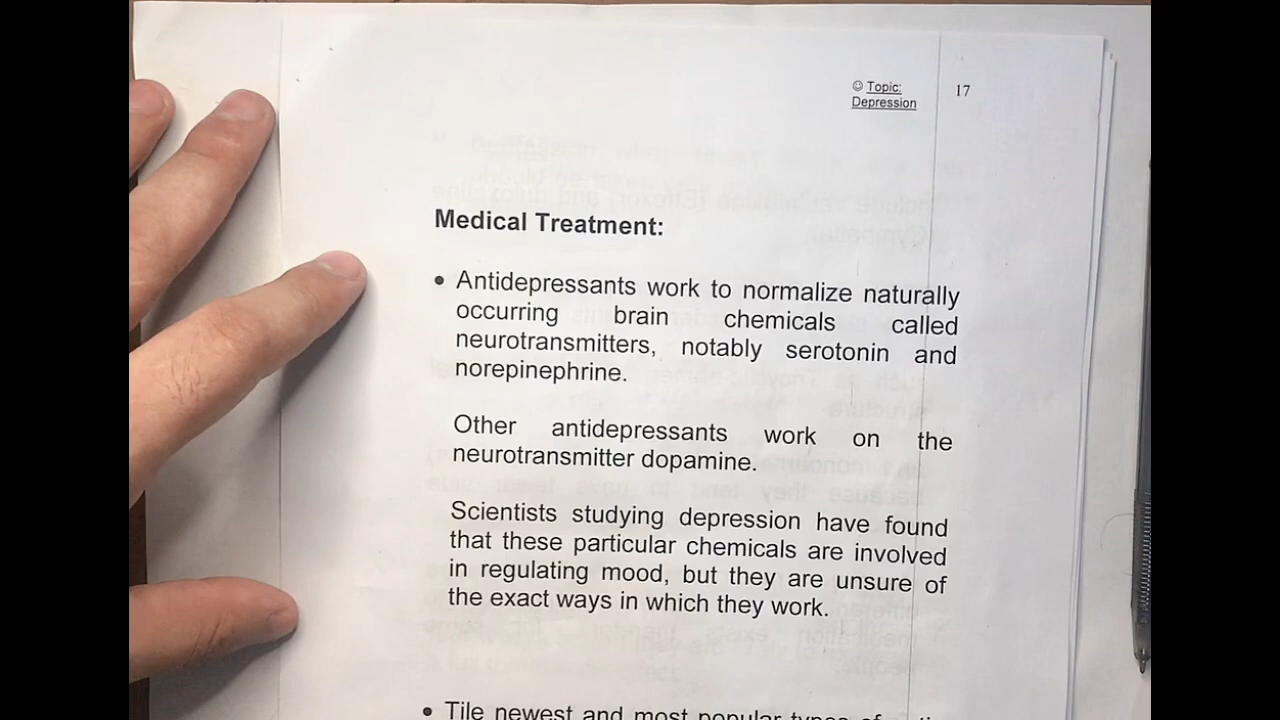 ☺ Topic: 17
Depression
Medical Treatment:
• Antidepressants work to normalize naturally
occurring brain chemicals called
neurotransmitters, notably serotonin and
norepinephrine.
Other antidepressants work on the
neurotransmitter dopamine.
Scientists studying depression have found
that these particular chemicals are involved
in regulating mood, but they are unsure of
the exact ways in which they work.
• Tile newest and most popular types of